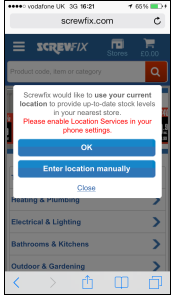 vodafone UK 3G 16:21 65%
screwfix.com
SCREWFIX
Stores
£0.00
Product code, item or category
Screwfix would like to use your current
location to provide up-to-date stock levels
in your nearest store.
Please enable Location Services in your
phone settings.
OK
Enter location manually
Close
Heating & Plumbing
Electrical & Lighting
Bathrooms & Kitchens
Outdoor & Gardening